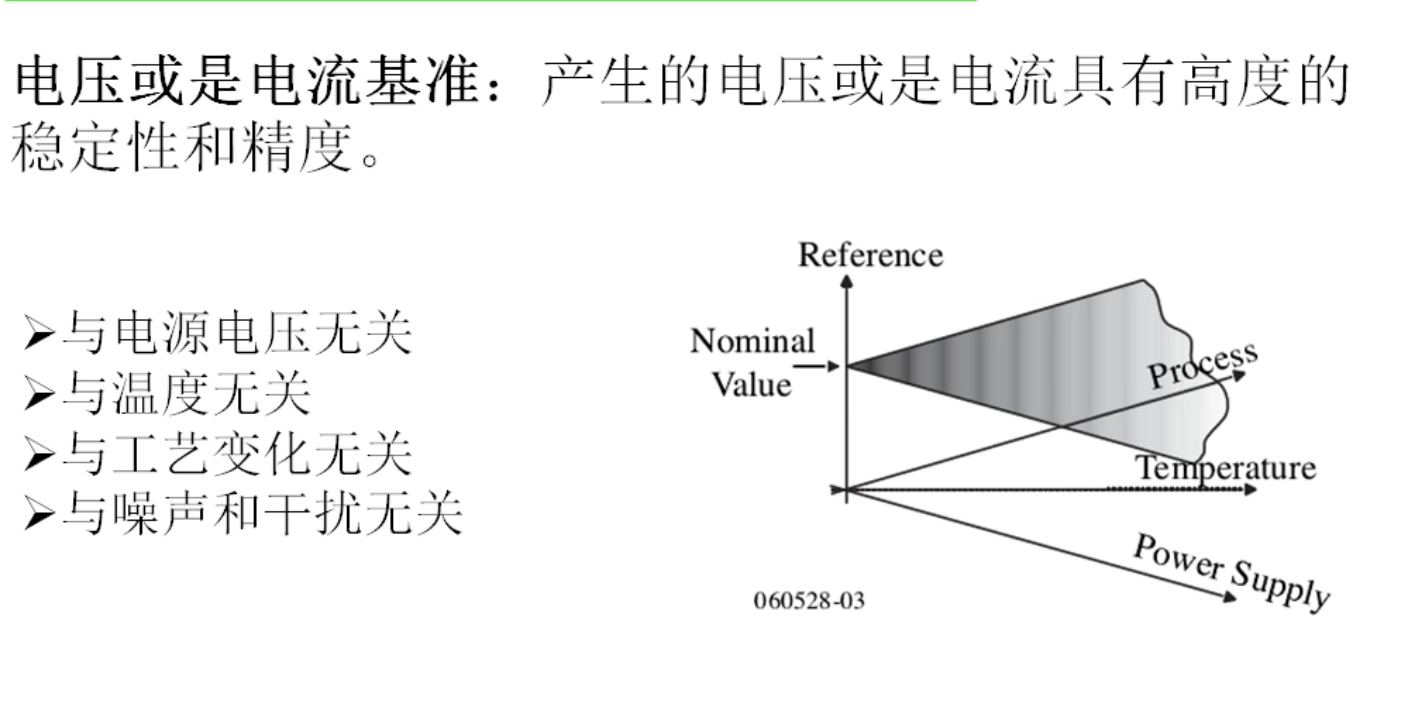 电压或是电流基准：产生的电压或是电流具有高度的
稳定性和精度。
➢与电源电压无关
➢与温度无关
➢与工艺变化无关
➢与噪声和干扰无关
Reference
Nominal
Value
Process
Temperature
Power Supply
060528-03